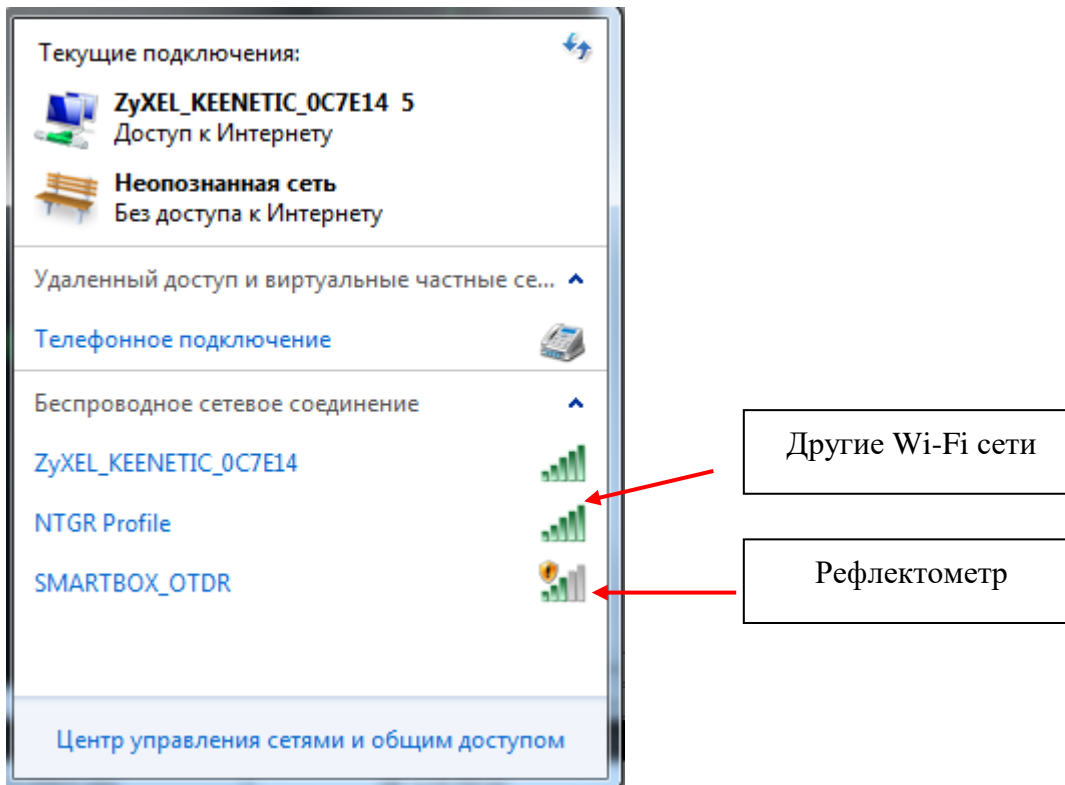 Текущие подключения:
ZyXEL_KEENETIC_0C7E14 5
Доступ к Интернету
Неопознанная сеть
Без доступа к Интернету
Удаленный доступ и виртуальные частные се...
Телефонное подключение
Беспроводное сетевое соединение
ZyXEL_KEENETIC_0C7E14
NTGR Profile
SMARTBOX_OTDR
Центр управления сетями и общим доступом
Другие Wi-Fi сети
Рефлектометр